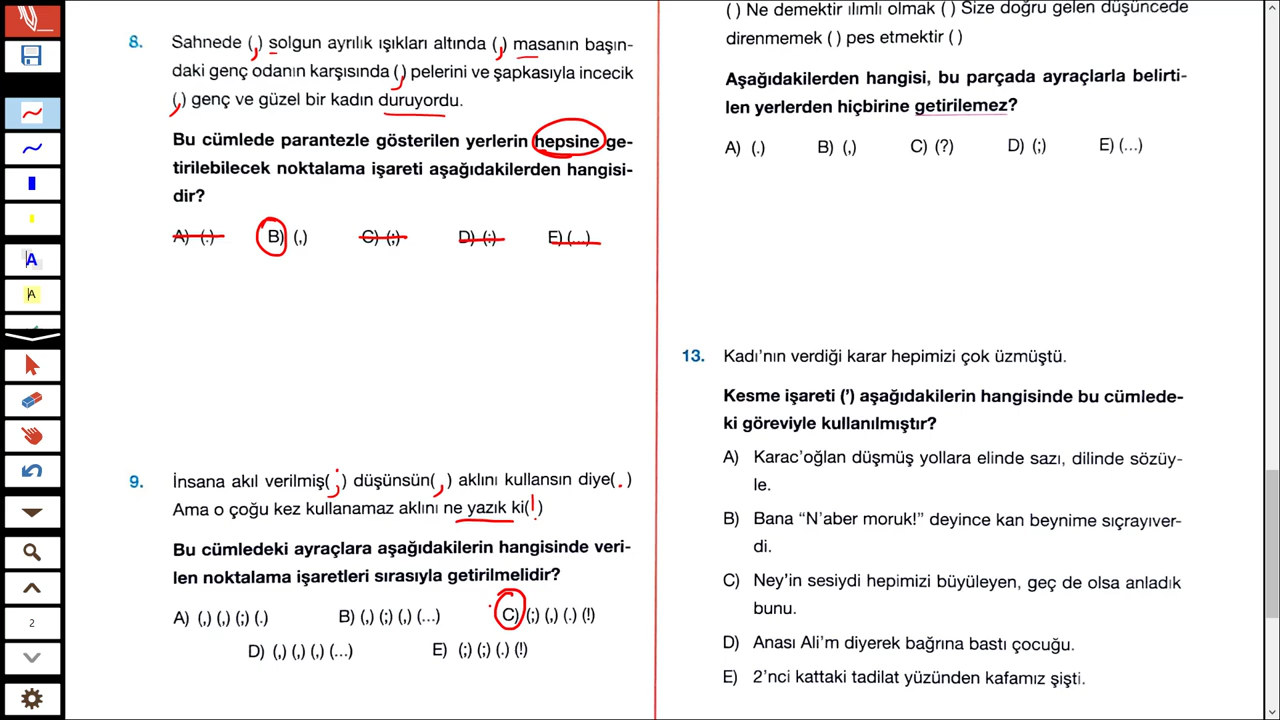 8. Sahnede (,) solgun ayrılık ışıkları altında (,) masanın başın-
daki genç odanın karşısında (,) pelerini ve şapkasıyla incecik
(,) genç ve güzel bir kadın duruyordu.
Bu cümlede parantezle gösterilen yerlerin hepsine ge-
tirilebilecek noktalama işareti aşağıdakilerden hangisi-
dir?
A) (.) B) (,) C) (;) D) (:) E) (...)
9. İnsana akıl verilmiş(;) düşünsün(,) aklını kullansın diye(.)
Ama o çoğu kez kullanamaz aklını ne yazık ki(!)
Bu cümledeki ayraçlara aşağıdakilerin hangisinde veri-
len noktalama işaretleri sırasıyla getirilmelidir?
A) (,) (,) (;) (.) B) (,) (;) (,) (...) C) (;) (,) (.) (!)
D) (,) (,) (,) (...) E) (;) (;) (.) (!)
( ) Ne demektir ılımlı olmak ( ) Size doğru gelen düşüncede
direnmemek ( ) pes etmektir ( )
Aşağıdakilerden hangisi, bu parçada ayraçlarla belirti-
len yerlerden hiçbirine getirilemez?
A) (.) B) (,) C) (?) D) (;) E) (...)
13. Kadı’nın verdiği karar hepimizi çok üzmüştü.
Kesme işareti (’) aşağıdakilerin hangisinde bu cümlede-
ki göreviyle kullanılmıştır?
A) Karac’oğlan düşmüş yollara elinde sazı, dilinde sözüy-
le.
B) Bana “N’aber moruk!” deyince kan beynime sıçrayıver-
di.
C) Ney’in sesiydi hepimizi büyüleyen, geç de olsa anladık
bunu.
D) Anası Ali’m diyerek bağrına bastı çocuğu.
E) 2’nci kattaki tadilat yüzünden kafamız şişti.
A
A
2